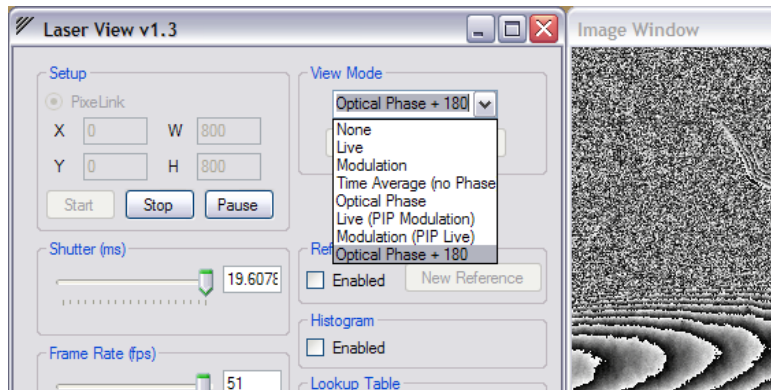 Laser View v1.3
Image Window
Setup
PixeLink
X 0 W 800
Y 0 H 800
Start Stop Pause
View Mode
Optical Phase + 180
None
Live
Modulation
Time Average (no Phase
Optical Phase
Live (PIP Modulation)
Modulation (PIP Live)
Optical Phase + 180
Shutter (ms)
19.6078
Ref
Enabled New Reference
Histogram
Enabled
Frame Rate (fps)
51
Lookup Table